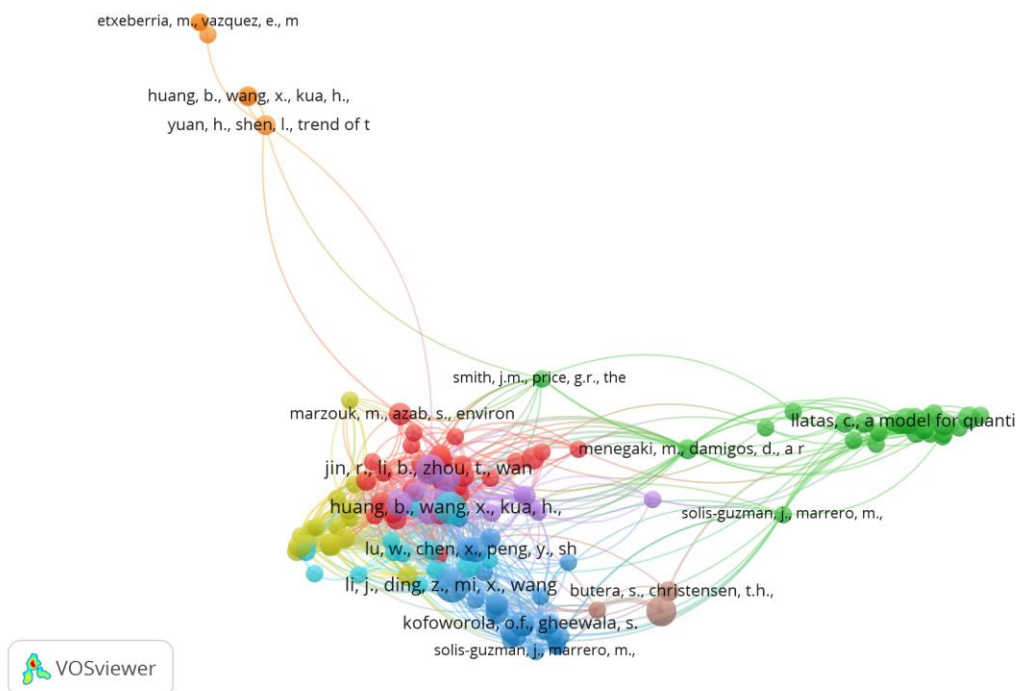 etxeberria, m., vazquez, e., m
huang, b., wang, x., kua, h.,
yuan, h., shen, l., trend of t
smith, j.m., price, g.r., the
marzouk, m., azab, s., environ
llatas, c., a model for quanti
menegaki, m., damigos, d., a r
jin, r., li, b., zhou, t., wan
huang, b., wang, x., kua, h.,
solis-guzman, j., marrero, m.,
lu, w., chen, x., peng, y., sh
li, j., ding, z., mi, x., wang
butera, s., christensen, t.h.,
kofoworola, o.f., gheewala, s.
solis-guzman, j., marrero, m.,
VOSviewer